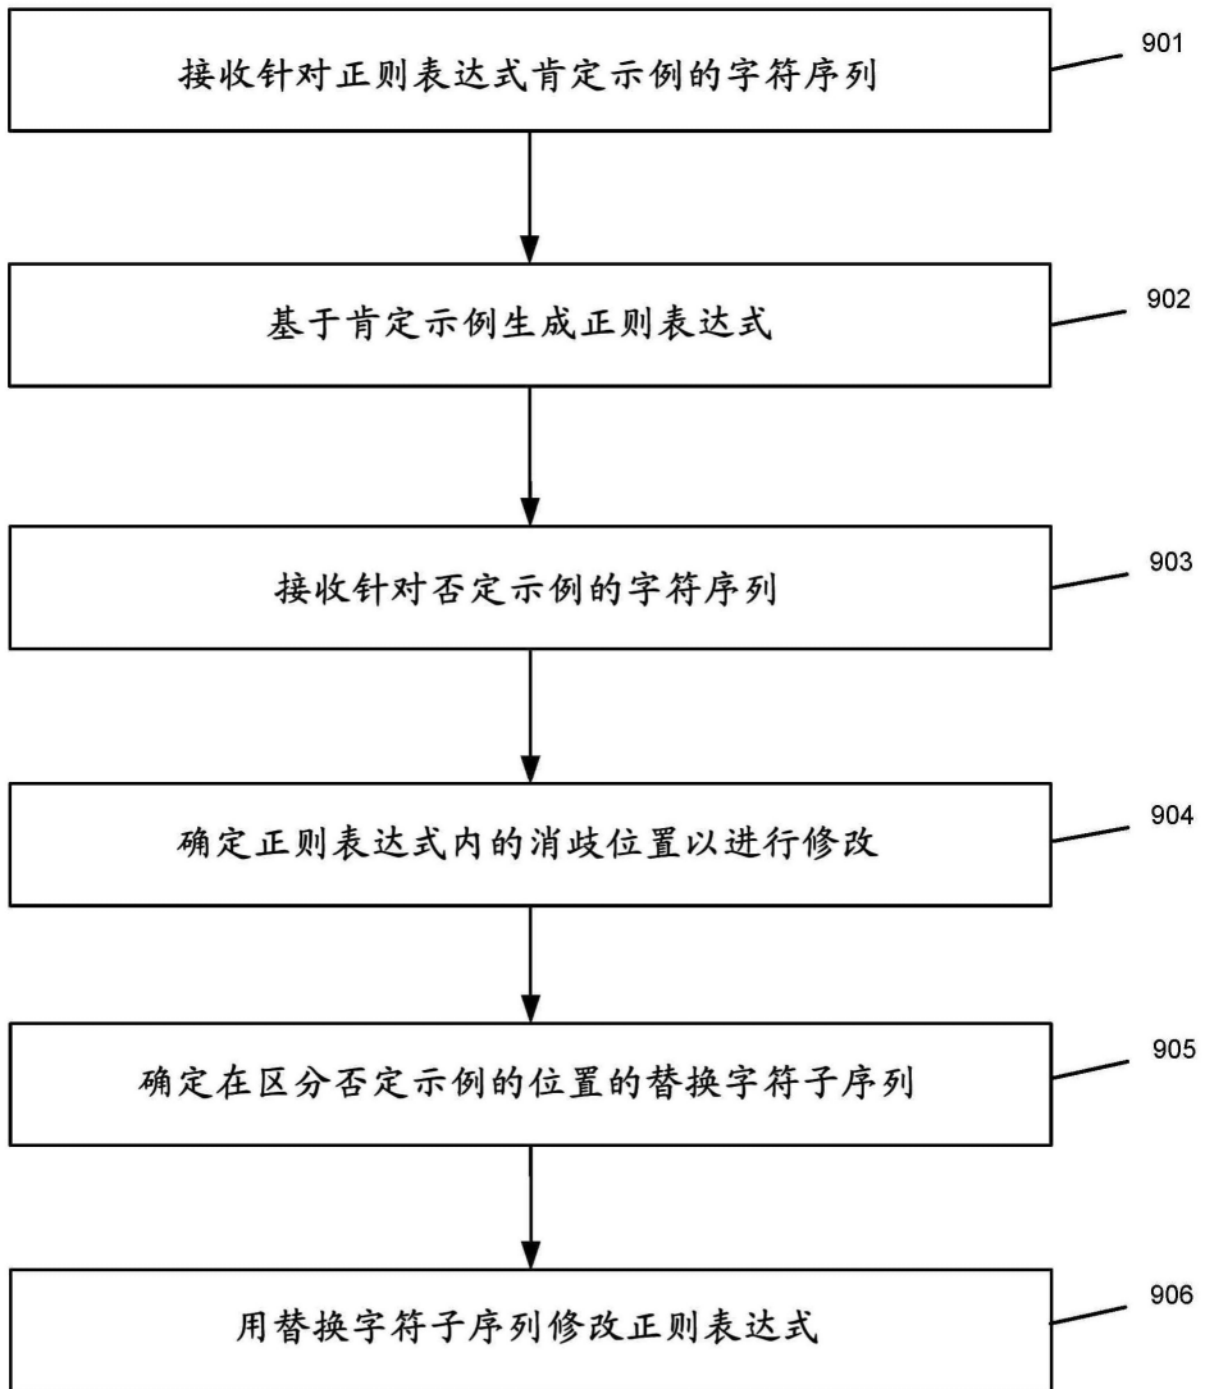 接收针对正则表达式肯定示例的字符序列
901
基于肯定示例生成正则表达式
902
接收针对否定示例的字符序列
903
确定正则表达式内的消歧位置以进行修改
904
确定在区分否定示例的位置的替换字符子序列
905
用替换字符子序列修改正则表达式
906